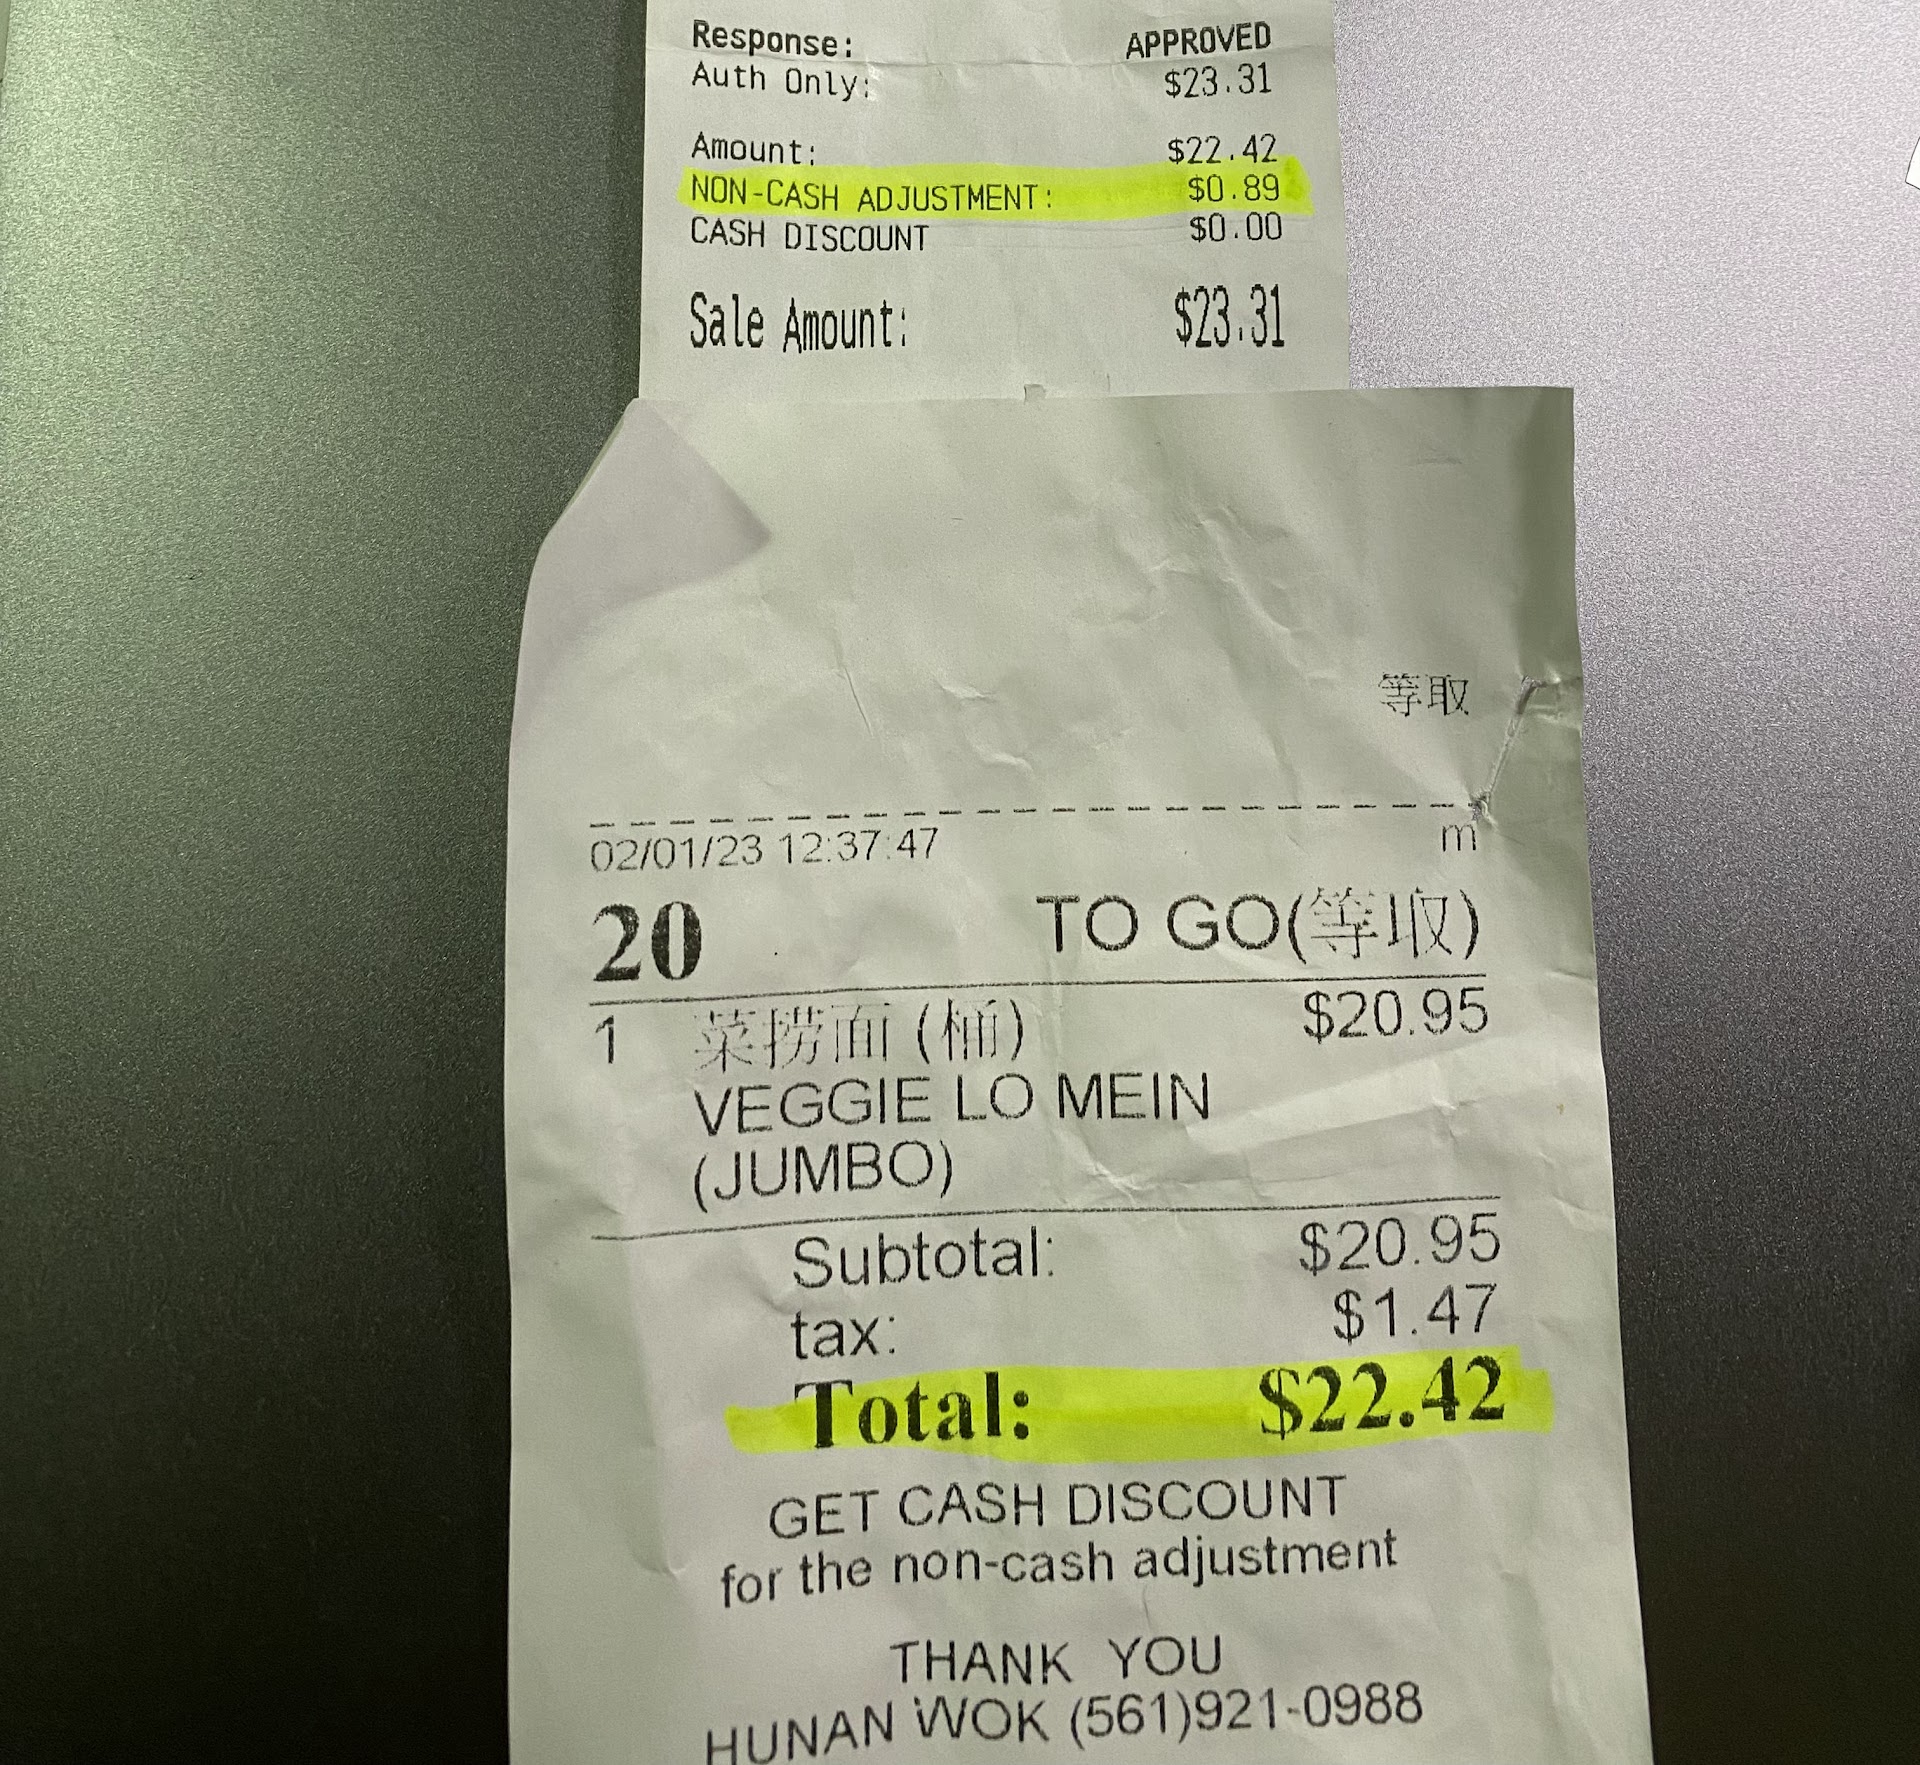 Response: APPROVED
Auth Only: $23.31
Amount: $22.42
NON-CASH ADJUSTMENT: $0.89
CASH DISCOUNT $0.00
Sale Amount: $23.31
等取
02/01/23 12:37:47 m
20 TO GO(等取)
1 菜捞面 (桶) $20.95
VEGGIE LO MEIN
(JUMBO)
Subtotal: $20.95
tax: $1.47
Total: $22.42
GET CASH DISCOUNT
for the non-cash adjustment
THANK YOU
HUNAN WOK (561)921-0988